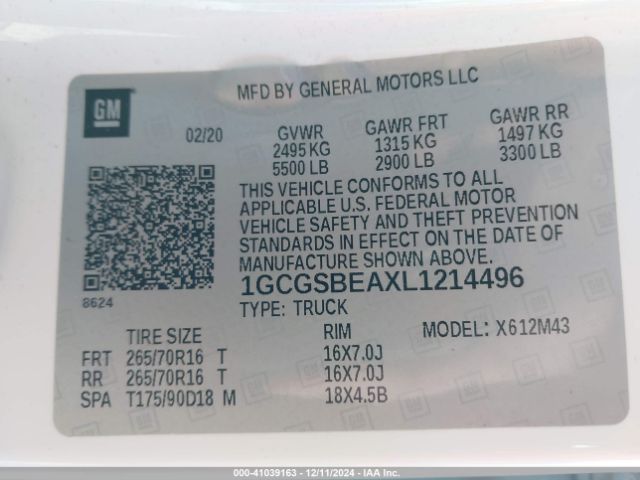 GM
MFD BY GENERAL MOTORS LLC
02/20
GVWR GAWR FRT GAWR RR
2495 KG 1315 KG 1497 KG
5500 LB 2900 LB 3300 LB
THIS VEHICLE CONFORMS TO ALL
APPLICABLE U.S. FEDERAL MOTOR
VEHICLE SAFETY AND THEFT PREVENTION
STANDARDS IN EFFECT ON THE DATE OF
MANUFACTURE SHOWN ABOVE.
8624
1GCGSBEAXL1214496
TYPE: TRUCK
TIRE SIZE RIM MODEL: X612M43
FRT 265/70R16 T 16X7.0J
RR 265/70R16 T 16X7.0J
SPA T175/90D18 M 18X4.5B
000-41039163 - 12/11/2024 - IAA Inc.